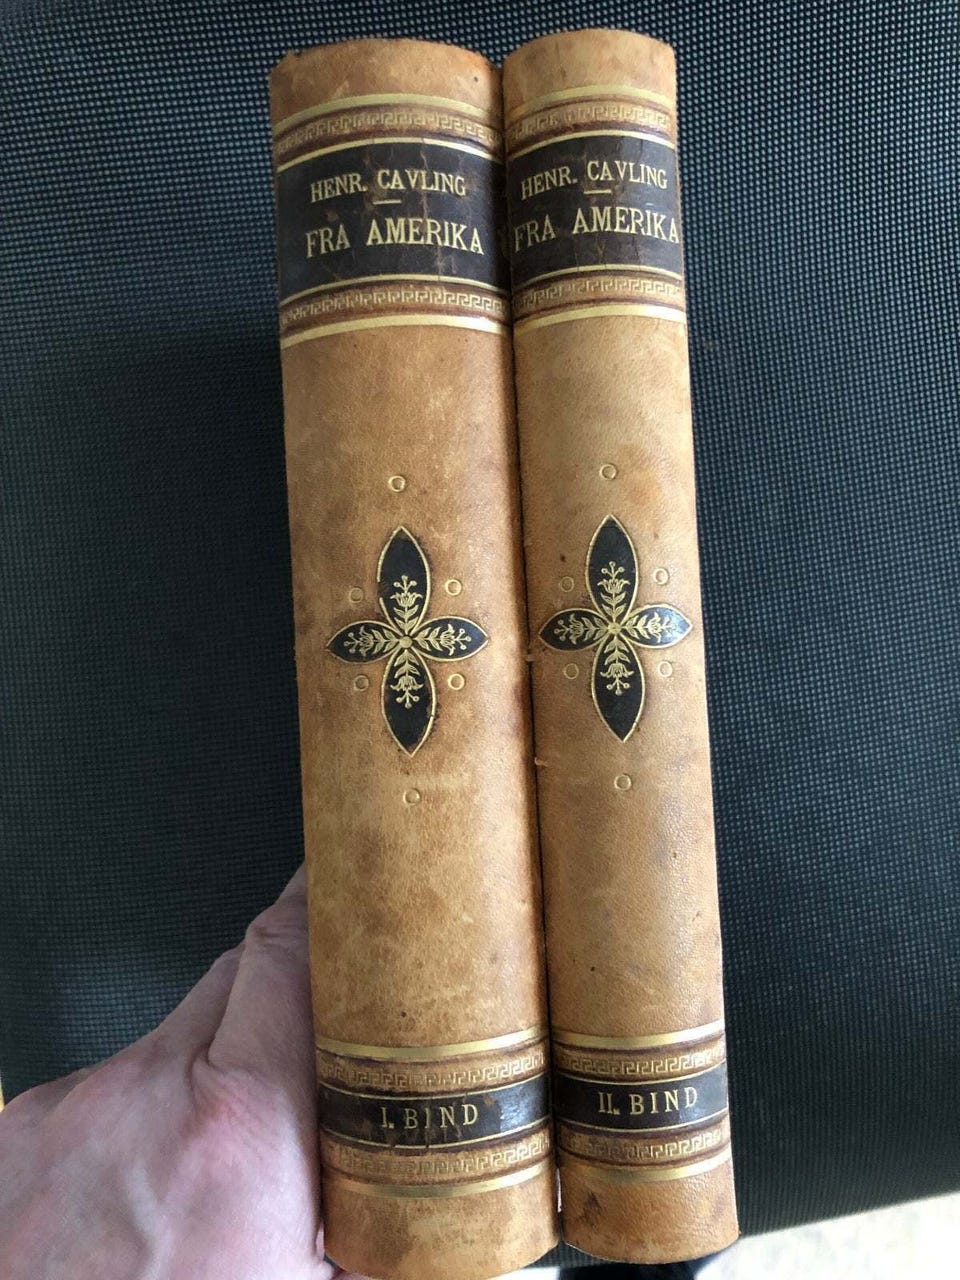 HENR. CAVLING
FRA AMERIKA
I. BIND
HENR. CAVLING
FRA AMERIKA
II. BIND